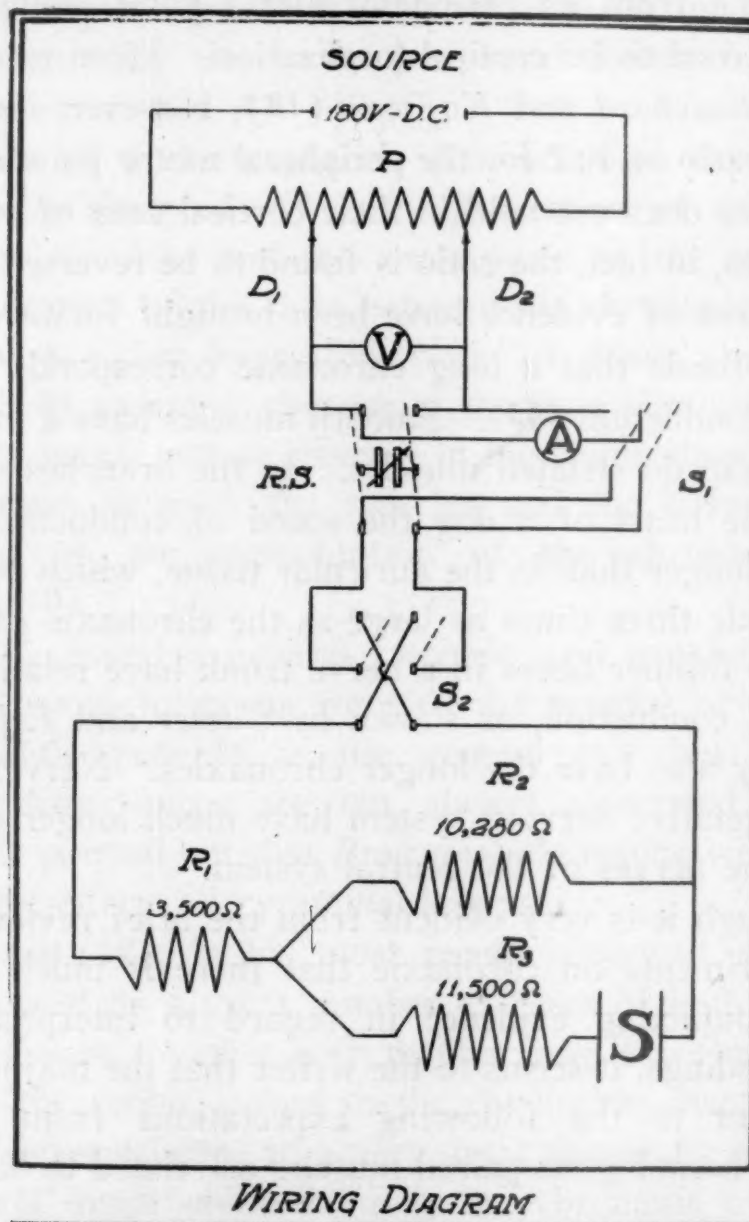 SOURCE
180V-D.C.
P
D1 D2
V
A
R.S. S1
S2
R2
10,280 Ω
R1
3,500 Ω
R3
11,500 Ω
S
WIRING DIAGRAM